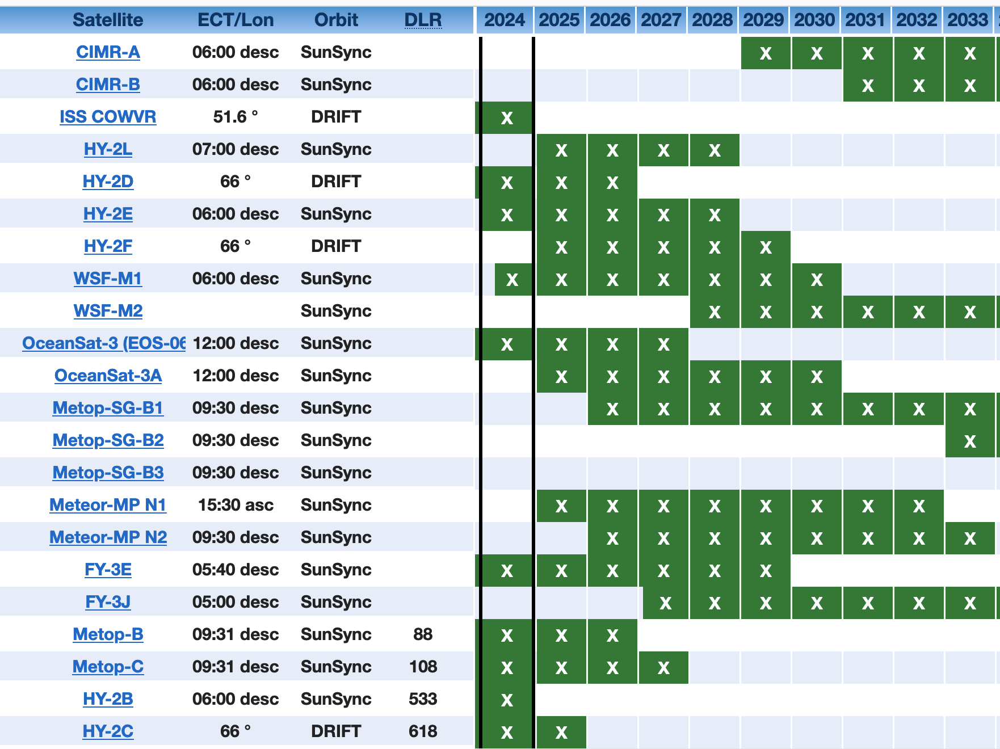 Satellite ECT/Lon Orbit DLR 2024 2025 2026 2027 2028 2029 2030 2031 2032 2033
CIMR-A 06:00 desc SunSync X X X X X
CIMR-B 06:00 desc SunSync X X X
ISS COWVR 51.6 ° DRIFT X
HY-2L 07:00 desc SunSync X X X X
HY-2D 66 ° DRIFT X X X
HY-2E 06:00 desc SunSync X X X X X
HY-2F 66 ° DRIFT X X X X X
WSF-M1 06:00 desc SunSync X X X X X X X
WSF-M2 SunSync X X X X X X
OceanSat-3 (EOS-06 12:00 desc SunSync X X X X
OceanSat-3A 12:00 desc SunSync X X X X X X
Metop-SG-B1 09:30 desc SunSync X X X X X X X X
Metop-SG-B2 09:30 desc SunSync X
Metop-SG-B3 09:30 desc SunSync
Meteor-MP N1 15:30 asc SunSync X X X X X X X X
Meteor-MP N2 09:30 desc SunSync X X X X X X X X
FY-3E 05:40 desc SunSync X X X X X X
FY-3J 05:00 desc SunSync X X X X X X X
Metop-B 09:31 desc SunSync 88 X X X
Metop-C 09:31 desc SunSync 108 X X X X
HY-2B 06:00 desc SunSync 533 X
HY-2C 66 ° DRIFT 618 X X